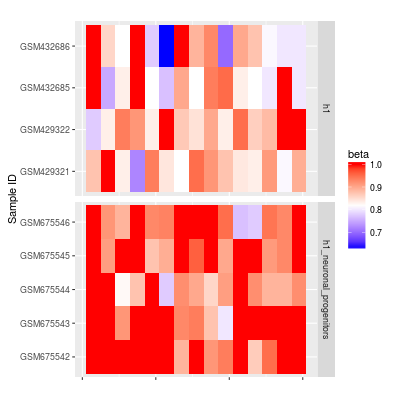 GSM432686
GSM432685
GSM429322
GSM429321
h1
GSM675546
GSM675545
GSM675544
GSM675543
GSM675542
h1_neuronal_progenitors
Sample ID
beta
1.0
0.9
0.8
0.7